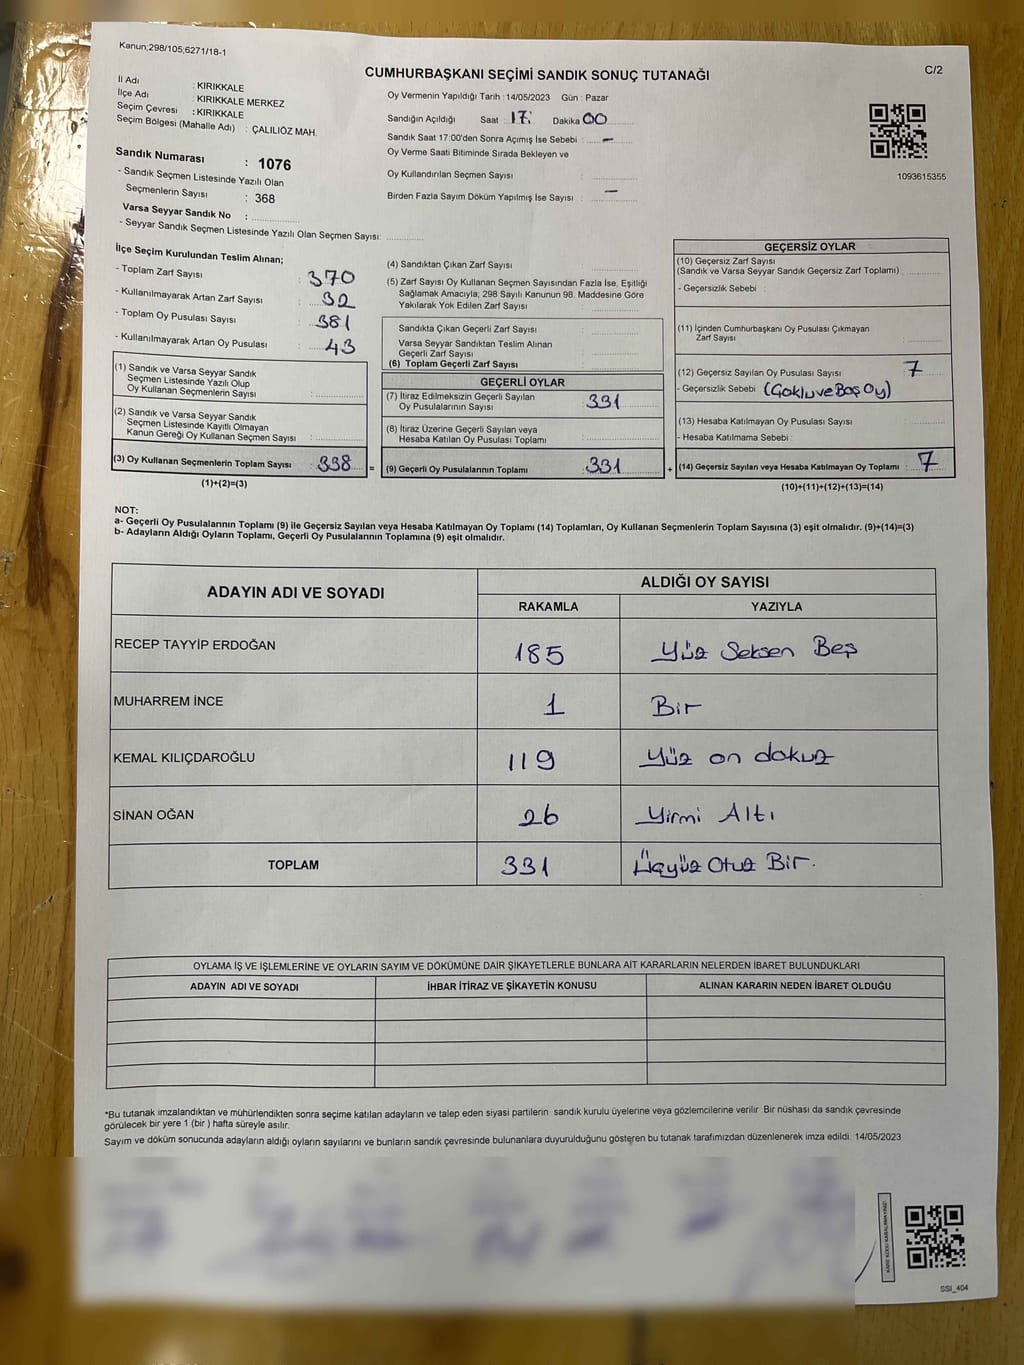 Kanun;298/105;6271/18-1
CUMHURBAŞKANI SEÇİMİ SANDIK SONUÇ TUTANAĞI
C/2
İl Adı : KIRIKKALE
İlçe Adı : KIRIKKALE MERKEZ
Seçim Çevresi : KIRIKKALE
Seçim Bölgesi (Mahalle Adı) : ÇALILIÖZ MAH.
Oy Vermenin Yapıldığı Tarih : 14/05/2023 Gün : Pazar
Sandığın Açıldığı Saat : 17: Dakika 00
Sandık Saat 17:00'den Sonra Açımış İse Sebebi : –
Oy Verme Saati Bitiminde Sırada Bekleyen ve
Oy Kullandırılan Seçmen Sayısı :
Birden Fazla Sayım Döküm Yapılmış İse Sayısı : –
1093615355
Sandık Numarası : 1076
- Sandık Seçmen Listesinde Yazılı Olan
Seçmenlerin Sayısı : 368
Varsa Seyyar Sandık No :
- Seyyar Sandık Seçmen Listesinde Yazılı Olan Seçmen Sayısı:
İlçe Seçim Kurulundan Teslim Alınan;
- Toplam Zarf Sayısı : 370
- Kullanılmayarak Artan Zarf Sayısı : 32
- Toplam Oy Pusulası Sayısı : 381
- Kullanılmayarak Artan Oy Pusulası : 43
(1) Sandık ve Varsa Seyyar Sandık
Seçmen Listesinde Yazılı Olup
Oy Kullanan Seçmenlerin Sayısı :
(2) Sandık ve Varsa Seyyar Sandık
Seçmen Listesinde Kayıtlı Olmayan
Kanun Gereği Oy Kullanan Seçmen Sayısı :
(3) Oy Kullanan Seçmenlerin Toplam Sayısı : 338 =
(1)+(2)=(3)
(4) Sandıktan Çıkan Zarf Sayısı
(5) Zarf Sayısı Oy Kullanan Seçmen Sayısından Fazla İse, Eşitliği
Sağlamak Amacıyla; 298 Sayılı Kanunun 98. Maddesine Göre
Yakılarak Yok Edilen Zarf Sayısı
Sandıkta Çıkan Geçerli Zarf Sayısı :
Varsa Seyyar Sandıktan Teslim Alınan
Geçerli Zarf Sayısı :
(6) Toplam Geçerli Zarf Sayısı :
GEÇERLİ OYLAR
(7) İtiraz Edilmeksizin Geçerli Sayılan
Oy Pusulalarının Sayısı : 331
(8) İtiraz Üzerine Geçerli Sayılan veya
Hesaba Katılan Oy Pusulası Toplamı :
(9) Geçerli Oy Pusulalarının Toplamı : 331 +
GEÇERSİZ OYLAR
(10) Geçersiz Zarf Sayısı
(Sandık ve Varsa Seyyar Sandık Geçersiz Zarf Toplamı) :
- Geçersizlik Sebebi :
(11) İçinden Cumhurbaşkanı Oy Pusulası Çıkmayan
Zarf Sayısı :
(12) Geçersiz Sayılan Oy Pusulası Sayısı : 7
- Geçersizlik Sebebi : (Çoklu ve Boş Oy)
(13) Hesaba Katılmayan Oy Pusulası Sayısı :
- Hesaba Katılmama Sebebi :
(14) Geçersiz Sayılan veya Hesaba Katılmayan Oy Toplamı : 7
(10)+(11)+(12)+(13)=(14)
NOT:
a- Geçerli Oy Pusulalarının Toplamı (9) ile Geçersiz Sayılan veya Hesaba Katılmayan Oy Toplamı (14) Toplamları, Oy Kullanan Seçmenlerin Toplam Sayısına (3) eşit olmalıdır. (9)+(14)=(3)
b- Adayların Aldığı Oyların Toplamı, Geçerli Oy Pusulalarının Toplamına (9) eşit olmalıdır.
ADAYIN ADI VE SOYADI
ALDIĞI OY SAYISI
RAKAMLA YAZIYLA
RECEP TAYYİP ERDOĞAN 185 Yüz Seksen Beş
MUHARREM İNCE 1 Bir
KEMAL KILIÇDAROĞLU 119 Yüz on dokuz
SİNAN OĞAN 26 Yirmi Altı
TOPLAM 331 Üçyüz Otuz Bir.
OYLAMA İŞ VE İŞLEMLERİNE VE OYLARIN SAYIM VE DÖKÜMÜNE DAİR ŞİKAYETLERLE BUNLARA AİT KARARLARIN NELERDEN İBARET BULUNDUKLARI
ADAYIN ADI VE SOYADI İHBAR İTİRAZ VE ŞİKAYETİN KONUSU ALINAN KARARIN NEDEN İBARET OLDUĞU
*Bu tutanak imzalandıktan ve mühürlendikten sonra seçime katılan adayların ve talep eden siyasi partilerin sandık kurulu üyelerine veya gözlemcilerine verilir. Bir nüshası da sandık çevresinde
görülecek bir yere 1 (bir ) hafta süreyle asılır.
Sayım ve döküm sonucunda adayların aldığı oyların sayılarını ve bunların sandık çevresinde bulunanlara duyurulduğunu gösteren bu tutanak tarafımızdan düzenlenerek imza edildi. 14/05/2023
SSI_404